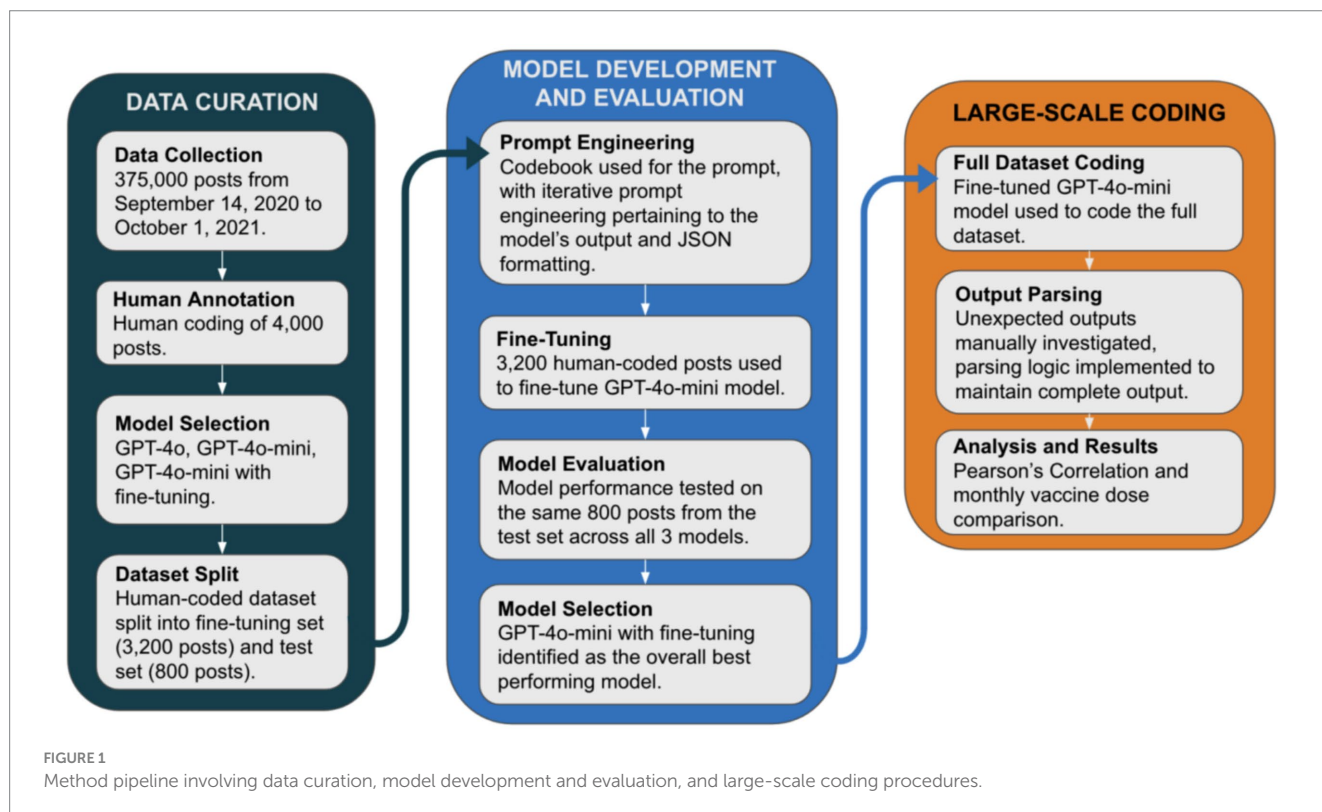 DATA CURATION
Data Collection
375,000 posts from
September 14, 2020 to
October 1, 2021.
Human Annotation
Human coding of 4,000
posts.
Model Selection
GPT-4o, GPT-4o-mini,
GPT-4o-mini with
fine-tuning.
Dataset Split
Human-coded dataset
split into fine-tuning set
(3,200 posts) and test
set (800 posts).
MODEL DEVELOPMENT
AND EVALUATION
Prompt Engineering
Codebook used for the prompt,
with iterative prompt
engineering pertaining to the
model's output and JSON
formatting.
Fine-Tuning
3,200 human-coded posts used
to fine-tune GPT-4o-mini model.
Model Evaluation
Model performance tested on
the same 800 posts from the
test set across all 3 models.
Model Selection
GPT-4o-mini with fine-tuning
identified as the overall best
performing model.
LARGE-SCALE CODING
Full Dataset Coding
Fine-tuned GPT-4o-mini
model used to code the full
dataset.
Output Parsing
Unexpected outputs
manually investigated,
parsing logic implemented to
maintain complete output.
Analysis and Results
Pearson's Correlation and
monthly vaccine dose
comparison.
FIGURE 1
Method pipeline involving data curation, model development and evaluation, and large-scale coding procedures.